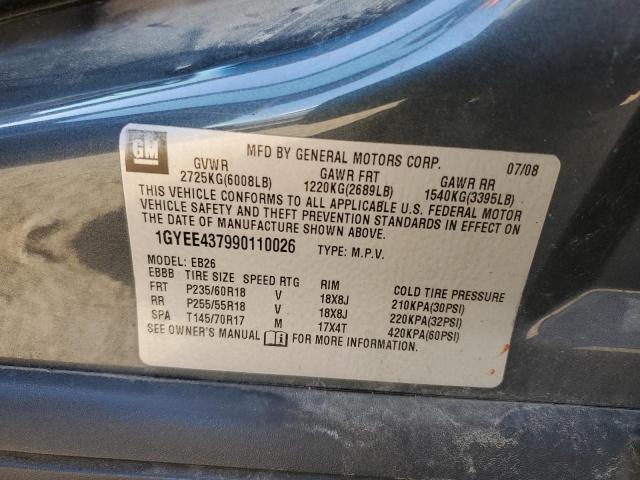 GM
MFD BY GENERAL MOTORS CORP. 07/08
GVWR GAWR FRT GAWR RR
2725KG(6008LB) 1220KG(2689LB) 1540KG(3395LB)
THIS VEHICLE CONFORMS TO ALL APPLICABLE U.S. FEDERAL MOTOR
VEHICLE SAFETY AND THEFT PREVENTION STANDARDS IN EFFECT ON
THE DATE OF MANUFACTURE SHOWN ABOVE.
1GYEE437990110026 TYPE: M.P.V.
MODEL: EB26
EBBB TIRE SIZE SPEED RTG RIM COLD TIRE PRESSURE
FRT P235/60R18 V 18X8J 210KPA(30PSI)
RR P255/55R18 V 18X8J 220KPA(32PSI)
SPA T145/70R17 M 17X4T 420KPA(60PSI)
SEE OWNER'S MANUAL FOR MORE INFORMATION.